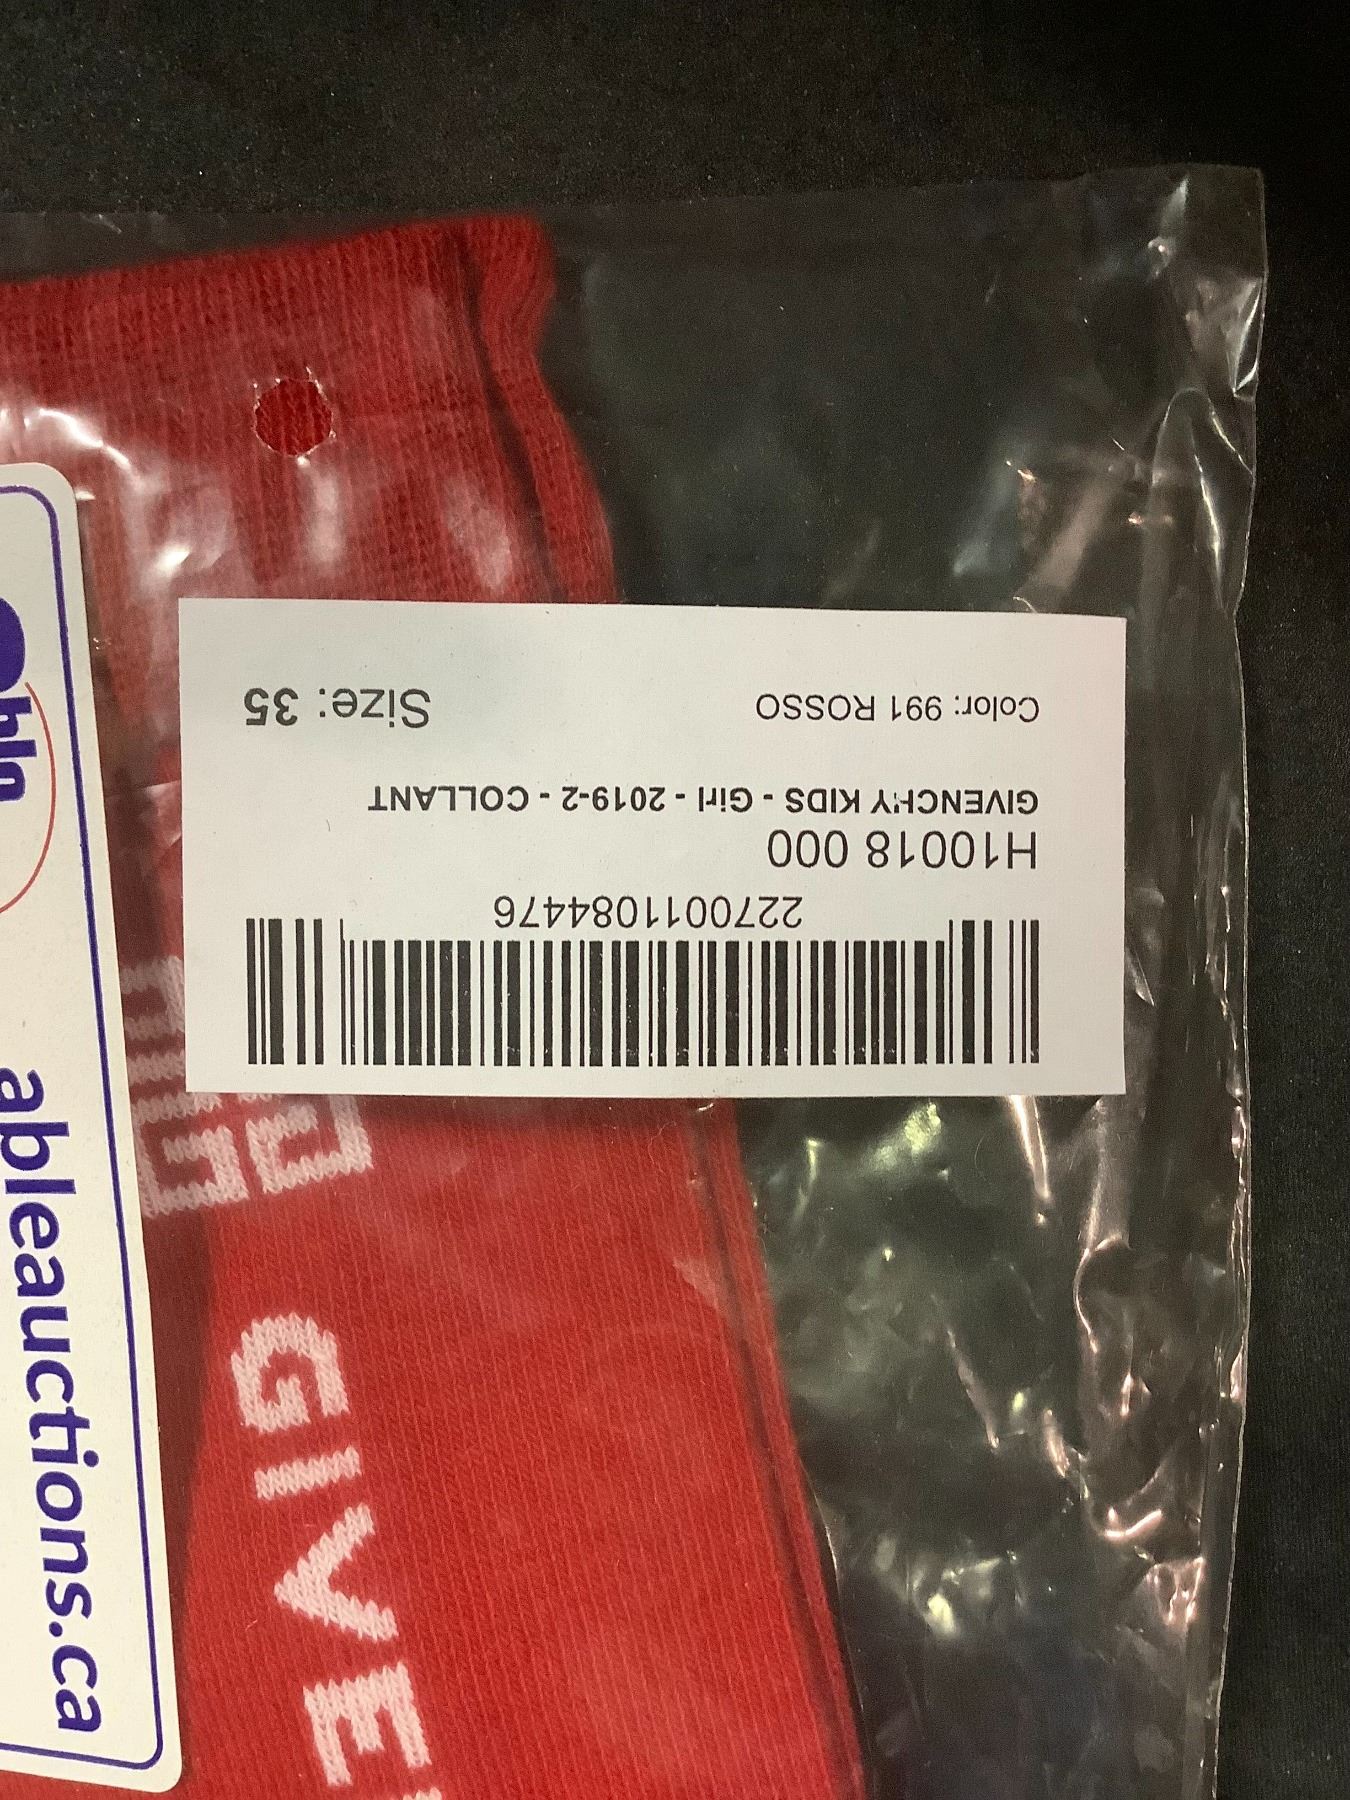 2270011084476
H10018 000
GIVENCHY KIDS - Girl - 2019-2 - COLLANT
Color: 991 ROSSO Size: 35
ableauctions.ca
GIVE